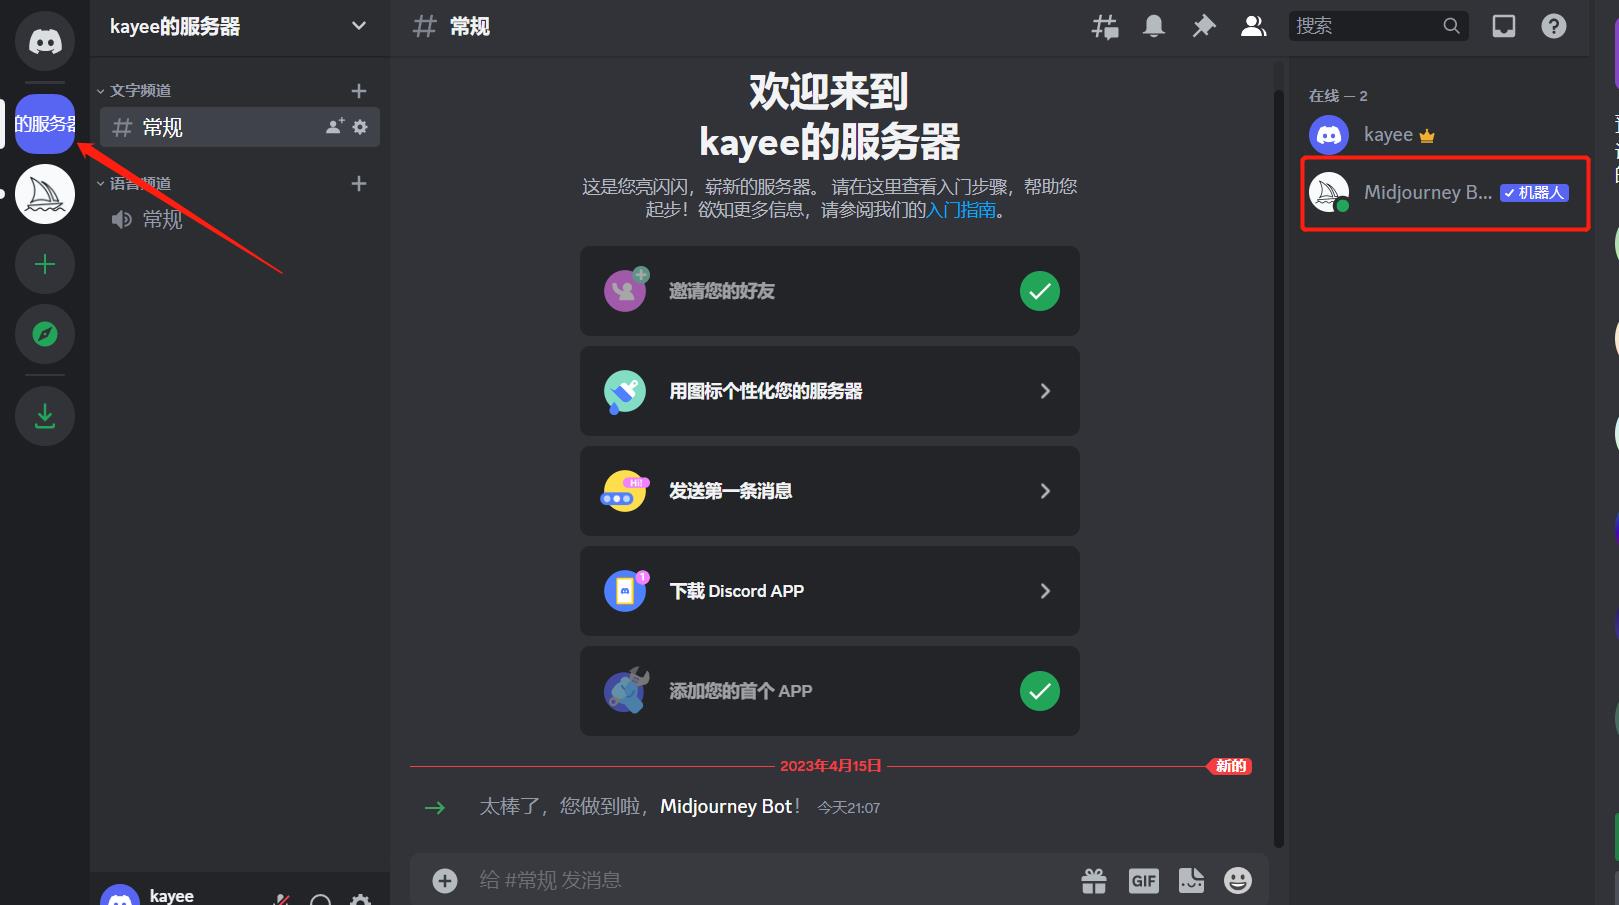 kayee的服务器
常规
搜索
的服务器
文字频道
常规
语音频道
常规
欢迎来到
kayee的服务器
这是您亮闪闪，崭新的服务器。 请在这里查看入门步骤，帮助您
起步！欲知更多信息，请参阅我们的入门指南。
邀请您的好友
用图标个性化您的服务器
Hi!
发送第一条消息
1
下载 Discord APP
添加您的首个 APP
2023年4月15日
新的
太棒了，您做到啦，Midjourney Bot！ 今天21:07
给 #常规 发消息
GIF
在线 — 2
kayee
Midjourney B... 机器人
kayee